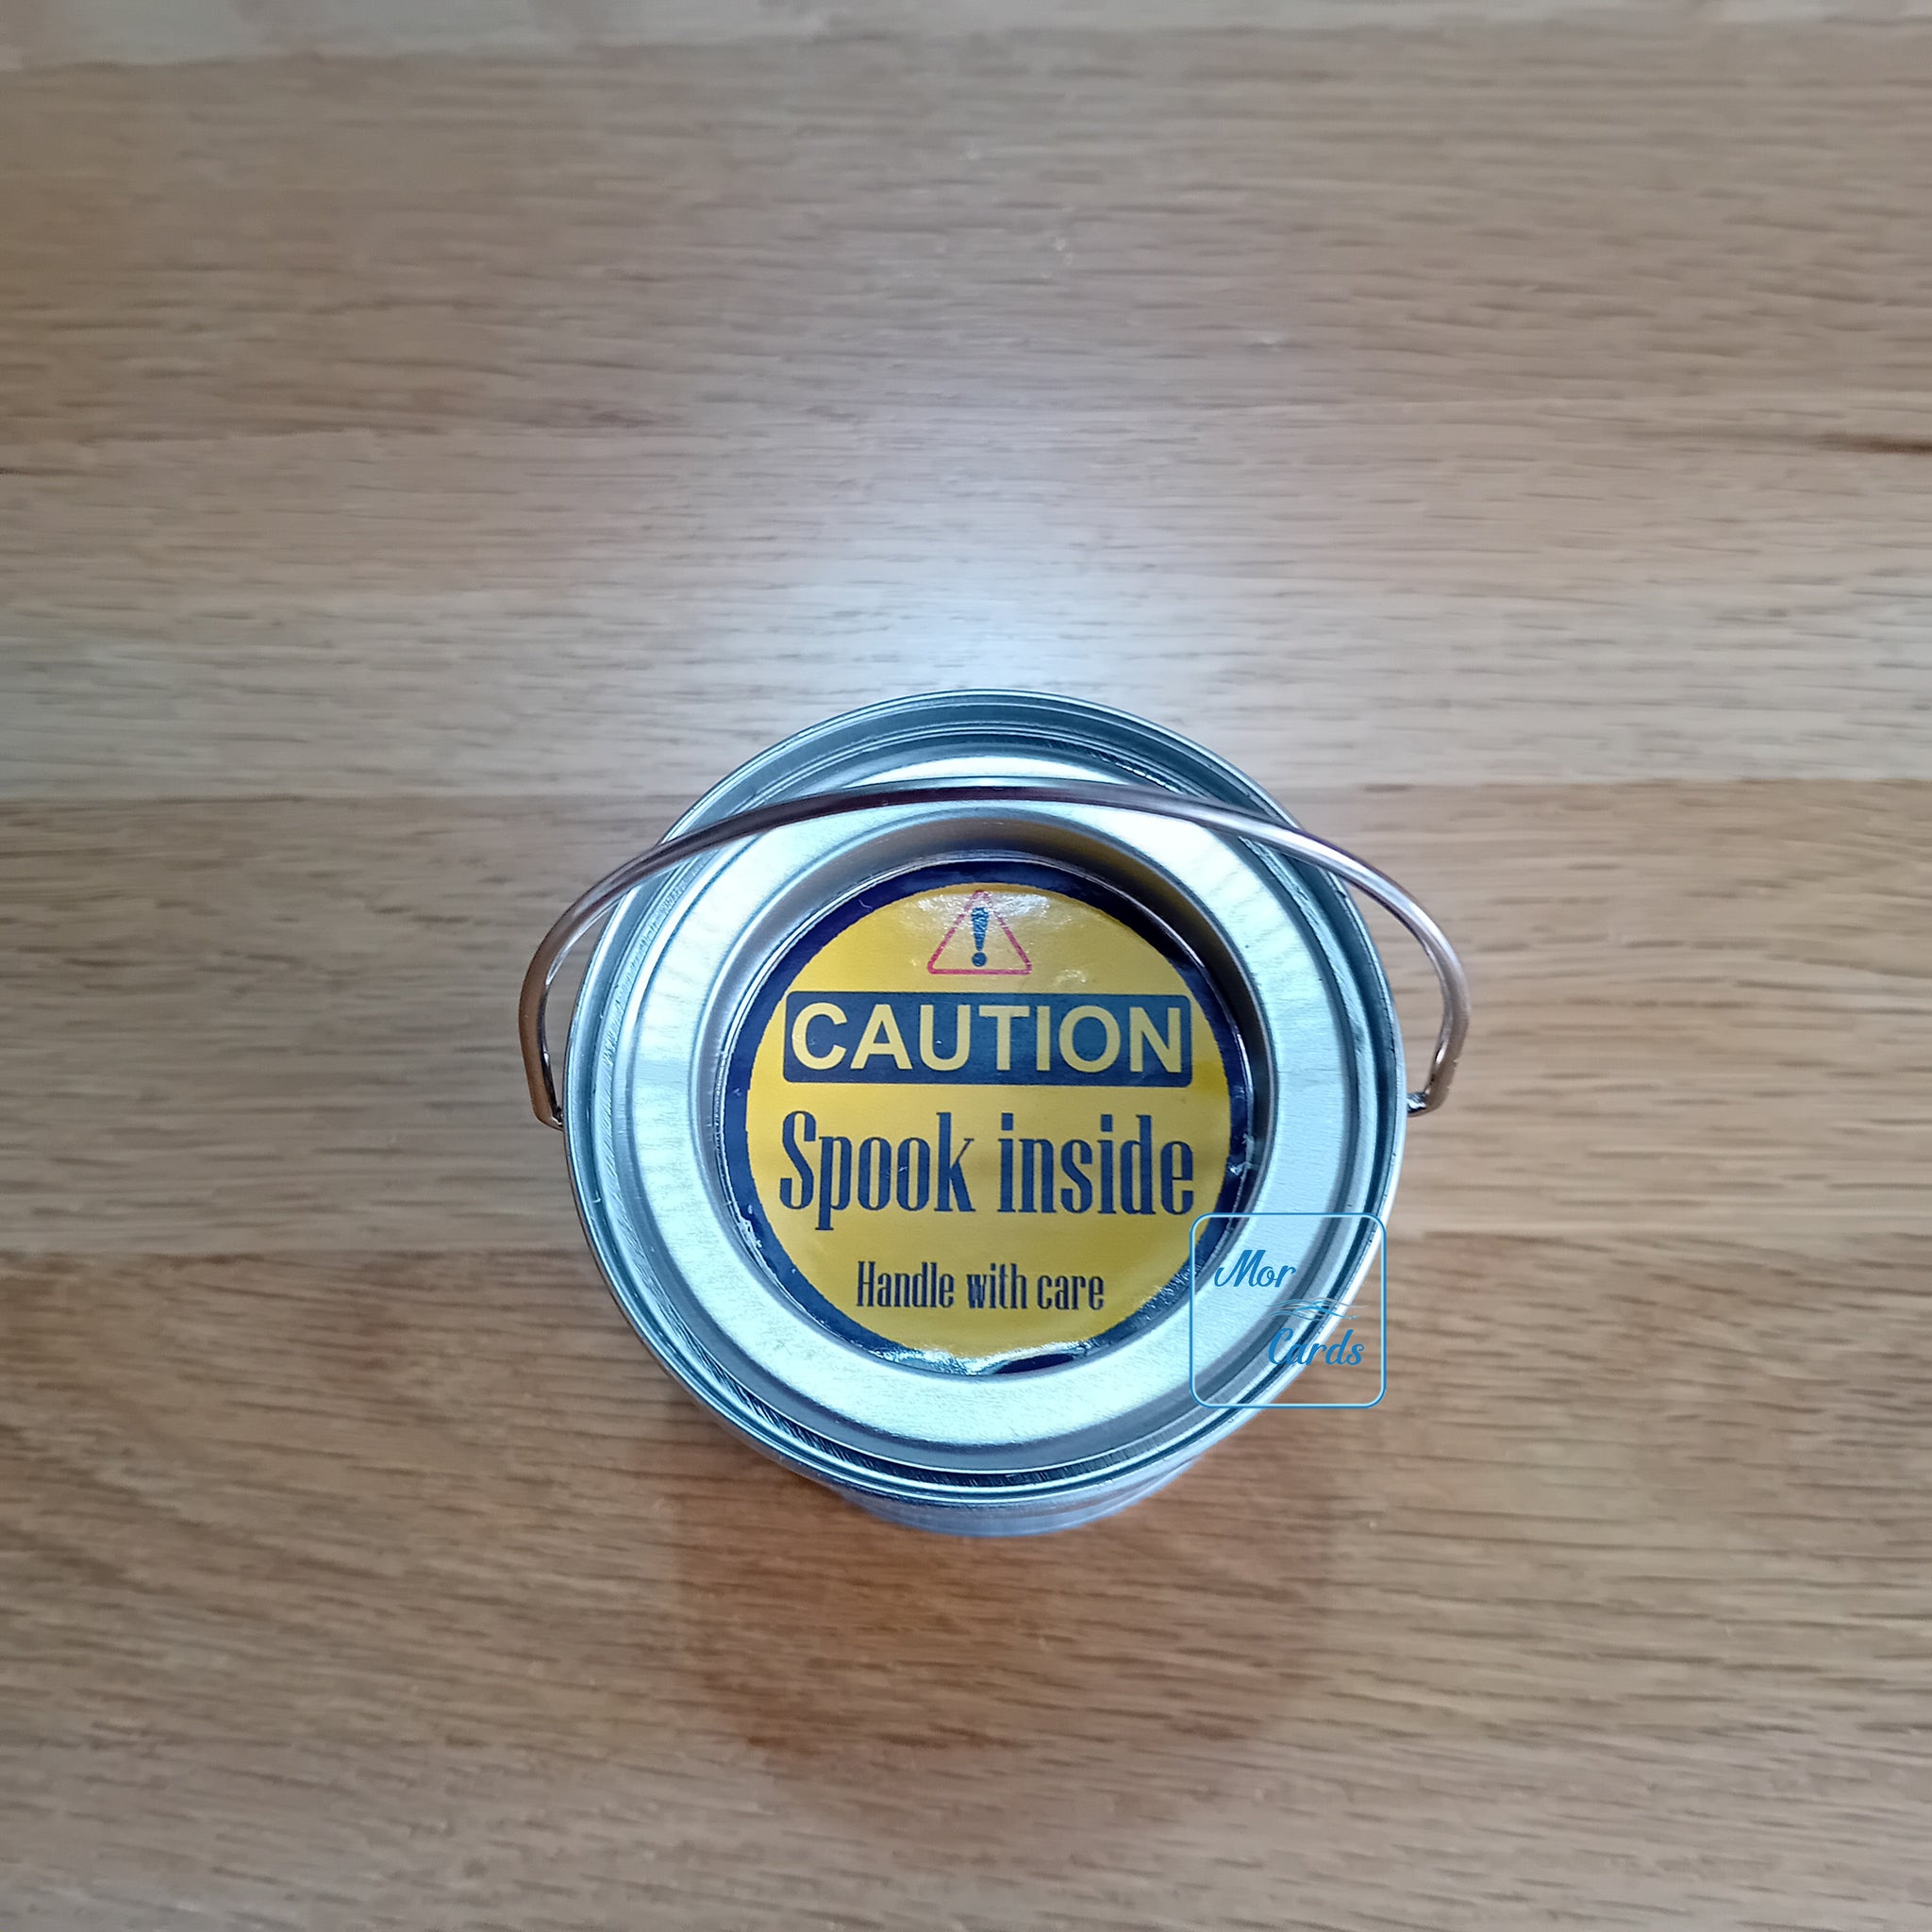 !
CAUTION
Spook inside
Handle with care
Mor
Cards